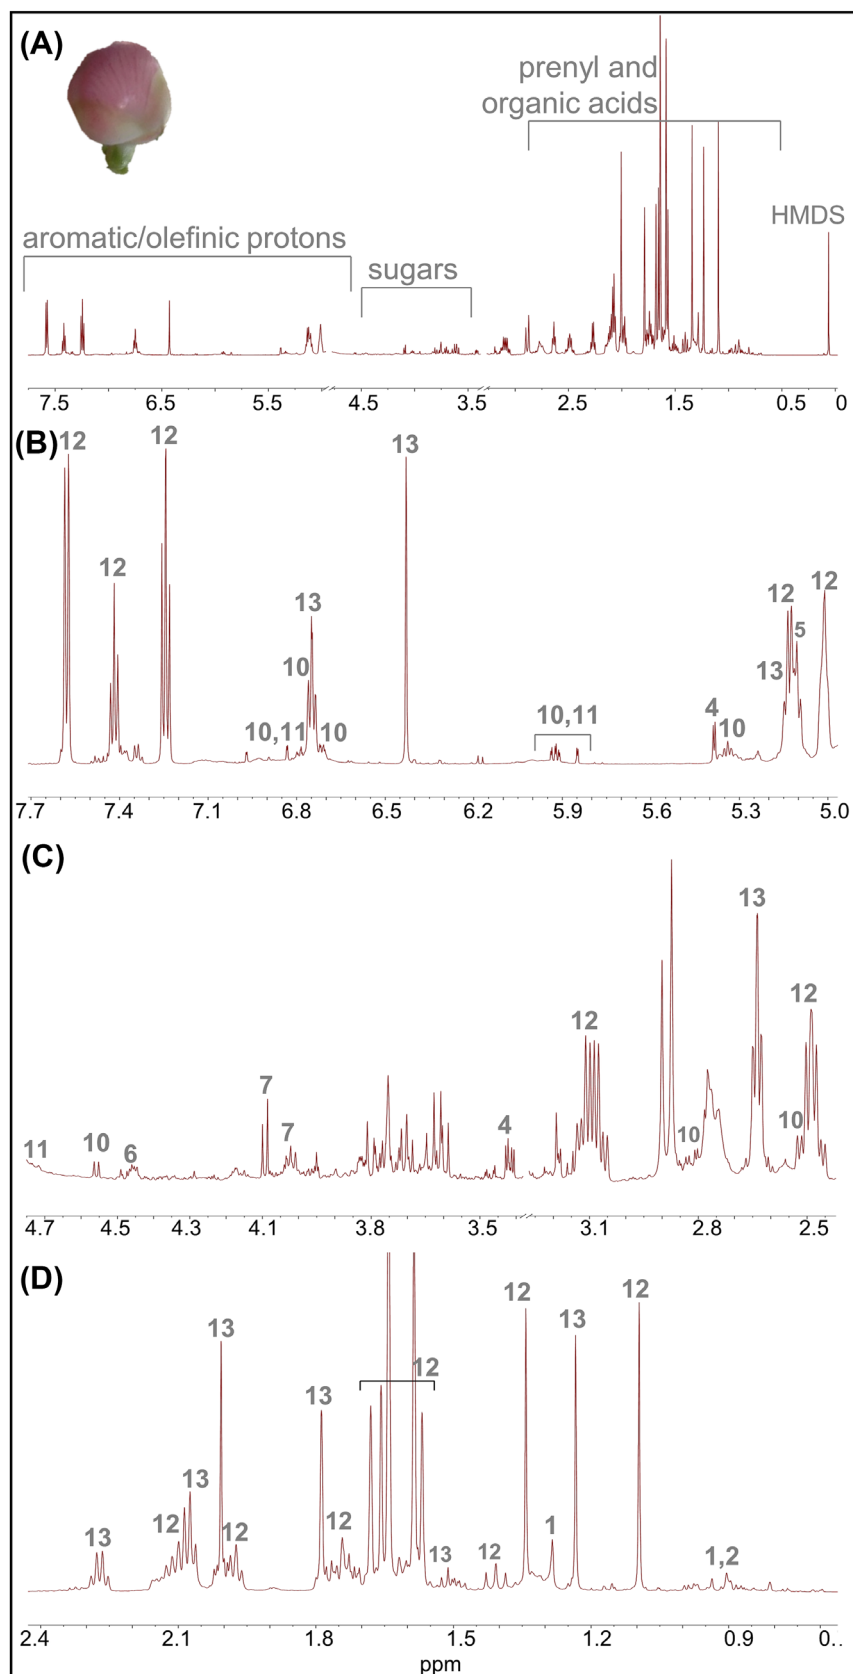 (A)
prenyl and
organic acids
HMDS
aromatic/olefinic protons
sugars
7.5 6.5 5.5 4.5 3.5 2.5 1.5 0.5 0
(B)
12 12 13
12
13 12 12
10 5
13
10,11 10 10,11 4 10
7.7 7.4 7.1 6.8 6.5 6.2 5.9 5.6 5.3 5.0
(C)
13
12 12
7
7 4
11 10 6 10 10
4.7 4.5 4.3 4.1 3.8 3.5 3.1 2.8 2.5
(D)
12 12
13 13
12
13
13
12 12 12 1
13 13 12 1,2
2.4 2.1 1.8 1.5 1.2 0.9 0..
ppm